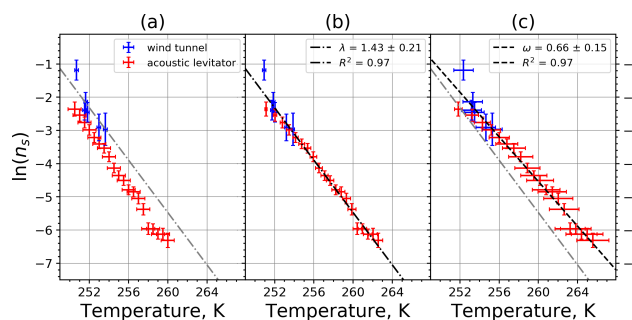 (a)
(b)
(c)
wind tunnel
acoustic levitator
λ = 1.43 ± 0.21
R² = 0.97
ω = 0.66 ± 0.15
R² = 0.97
ln(nₛ)
−1
−2
−3
−4
−5
−6
−7
252 256 260 264
252 256 260 264
252 256 260 264
Temperature, K
Temperature, K
Temperature, K